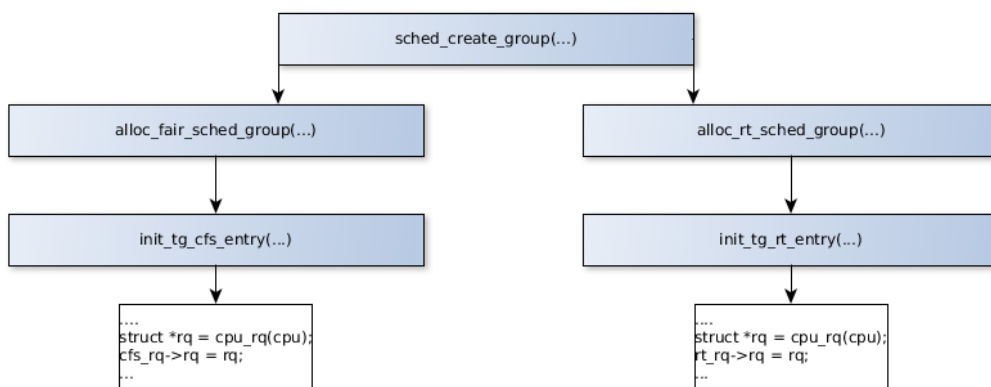 sched_create_group(...)
alloc_fair_sched_group(...)
alloc_rt_sched_group(...)
init_tg_cfs_entry(...)
init_tg_rt_entry(...)
....
struct *rq = cpu_rq(cpu);
cfs_rq->rq = rq;
...
....
struct *rq = cpu_rq(cpu);
rt_rq->rq = rq;
...